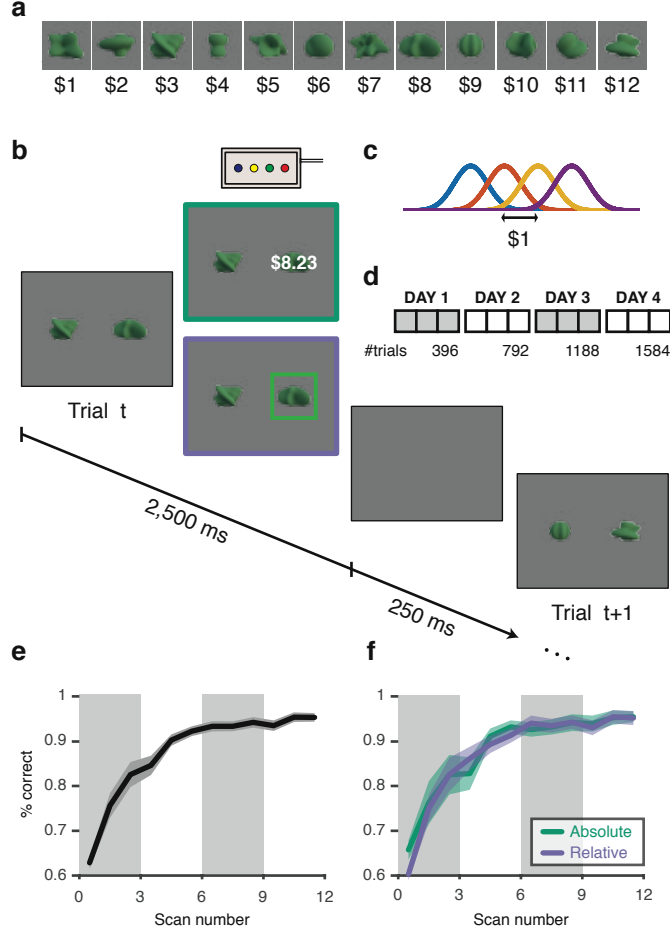 a
$1 $2 $3 $4 $5 $6 $7 $8 $9 $10 $11 $12
b
$8.23
Trial t
2,500 ms
250 ms
Trial t+1
...
c
$1
d
DAY 1 DAY 2 DAY 3 DAY 4
#trials 396 792 1188 1584
e
% correct
1
0.9
0.8
0.7
0.6
0 3 6 9 12
Scan number
f
1
0.9
0.8
0.7
0.6
Absolute
Relative
0 3 6 9 12
Scan number